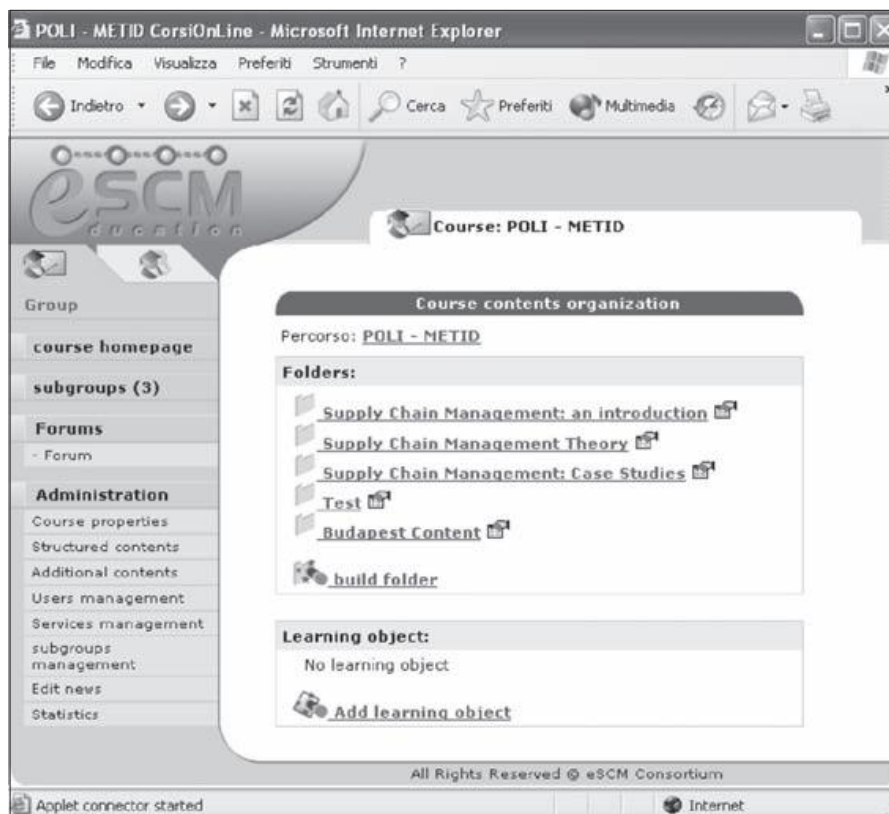 POLI - METID CorsiOnLine - Microsoft Internet Explorer
File Modifica Visualizza Preferiti Strumenti ?
Indietro Cerca Preferiti Multimedia
eSCM
ducation
Course: POLI - METID
Group
course homepage
subgroups (3)
Forums
- Forum
Administration
Course properties
Structured contents
Additional contents
Users management
Services management
subgroups
management
Edit news
Statistics
Course contents organization
Percorso: POLI - METID
Folders:
Supply Chain Management: an introduction
Supply Chain Management Theory
Supply Chain Management: Case Studies
Test
Budapest Content
build folder
Learning object:
No learning object
Add learning object
All Rights Reserved @ eSCM Consortium
Applet connector started Internet